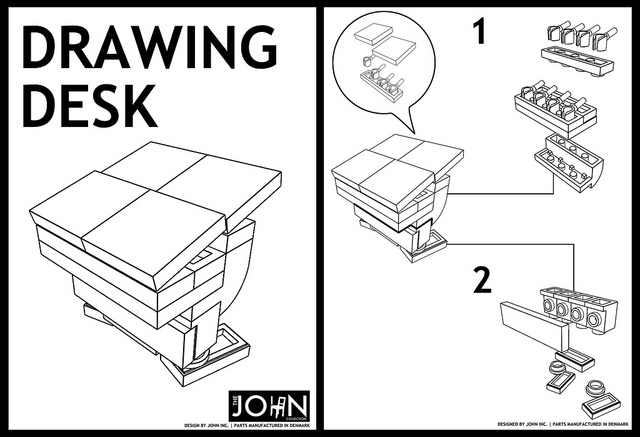 DRAWING
DESK
THE
JOHN
COLLECTION
DESIGN BY JOHN INC. | PARTS MANUFACTURED IN DENMARK
1
2
DESIGNED BY JOHN INC. | PARTS MANUFACTURED IN DENMARK